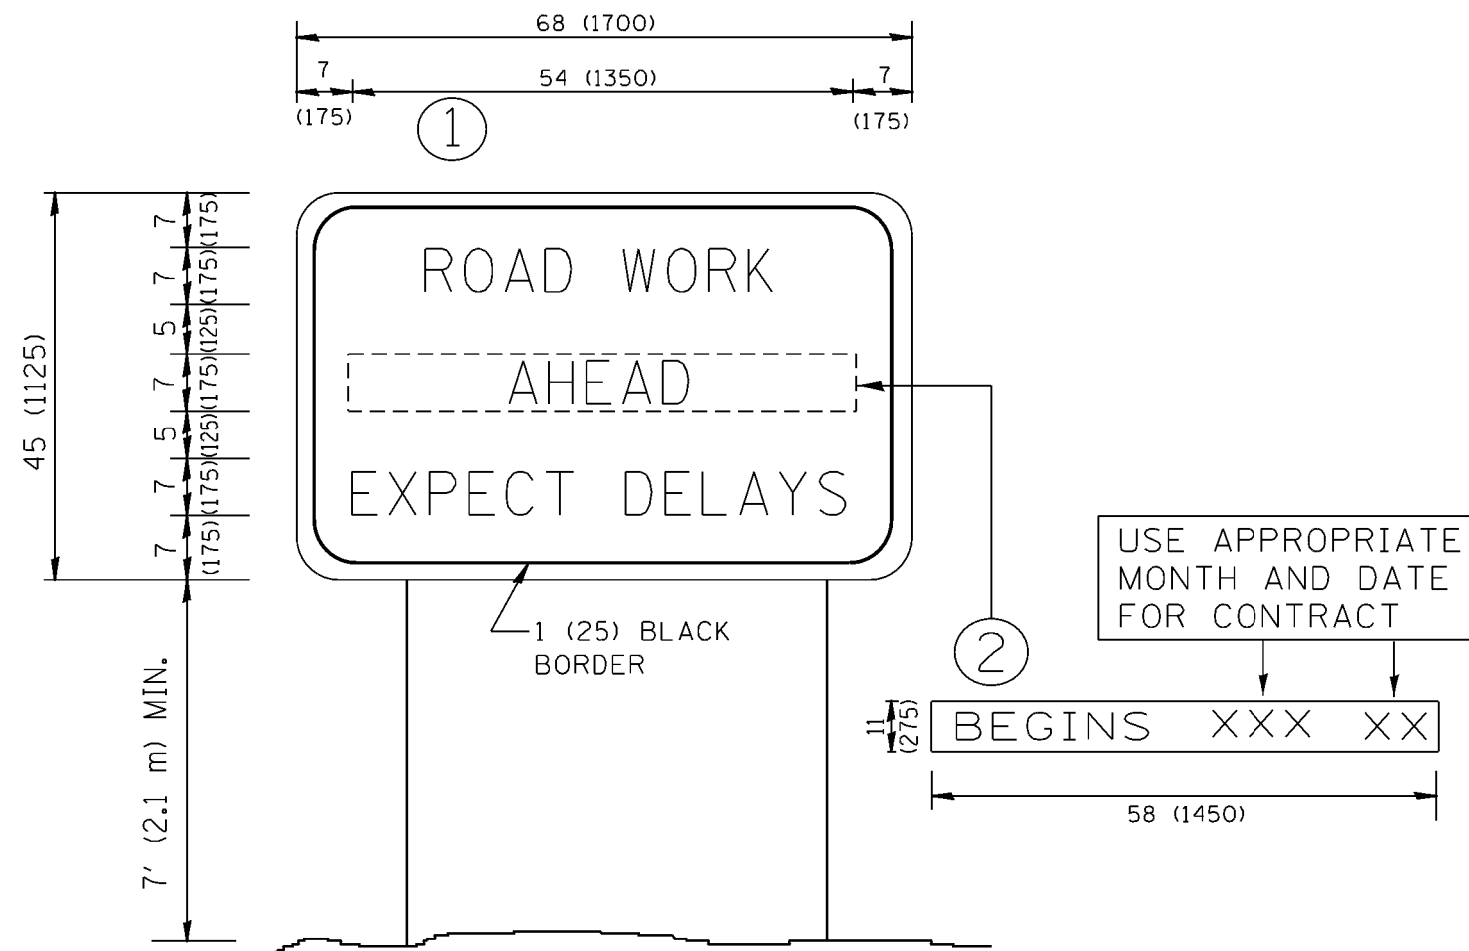 68 (1700)
7
54 (1350)
7
(175)
(175)
1
45 (1125)
7
(175)
7
(175)
5
(125)
7
(175)
5
(125)
7
(175)
7
(175)
ROAD WORK
AHEAD
EXPECT DELAYS
1 (25) BLACK
BORDER
7' (2.1 m) MIN.
2
USE APPROPRIATE
MONTH AND DATE
FOR CONTRACT
11
(275)
BEGINS XXX XX
58 (1450)